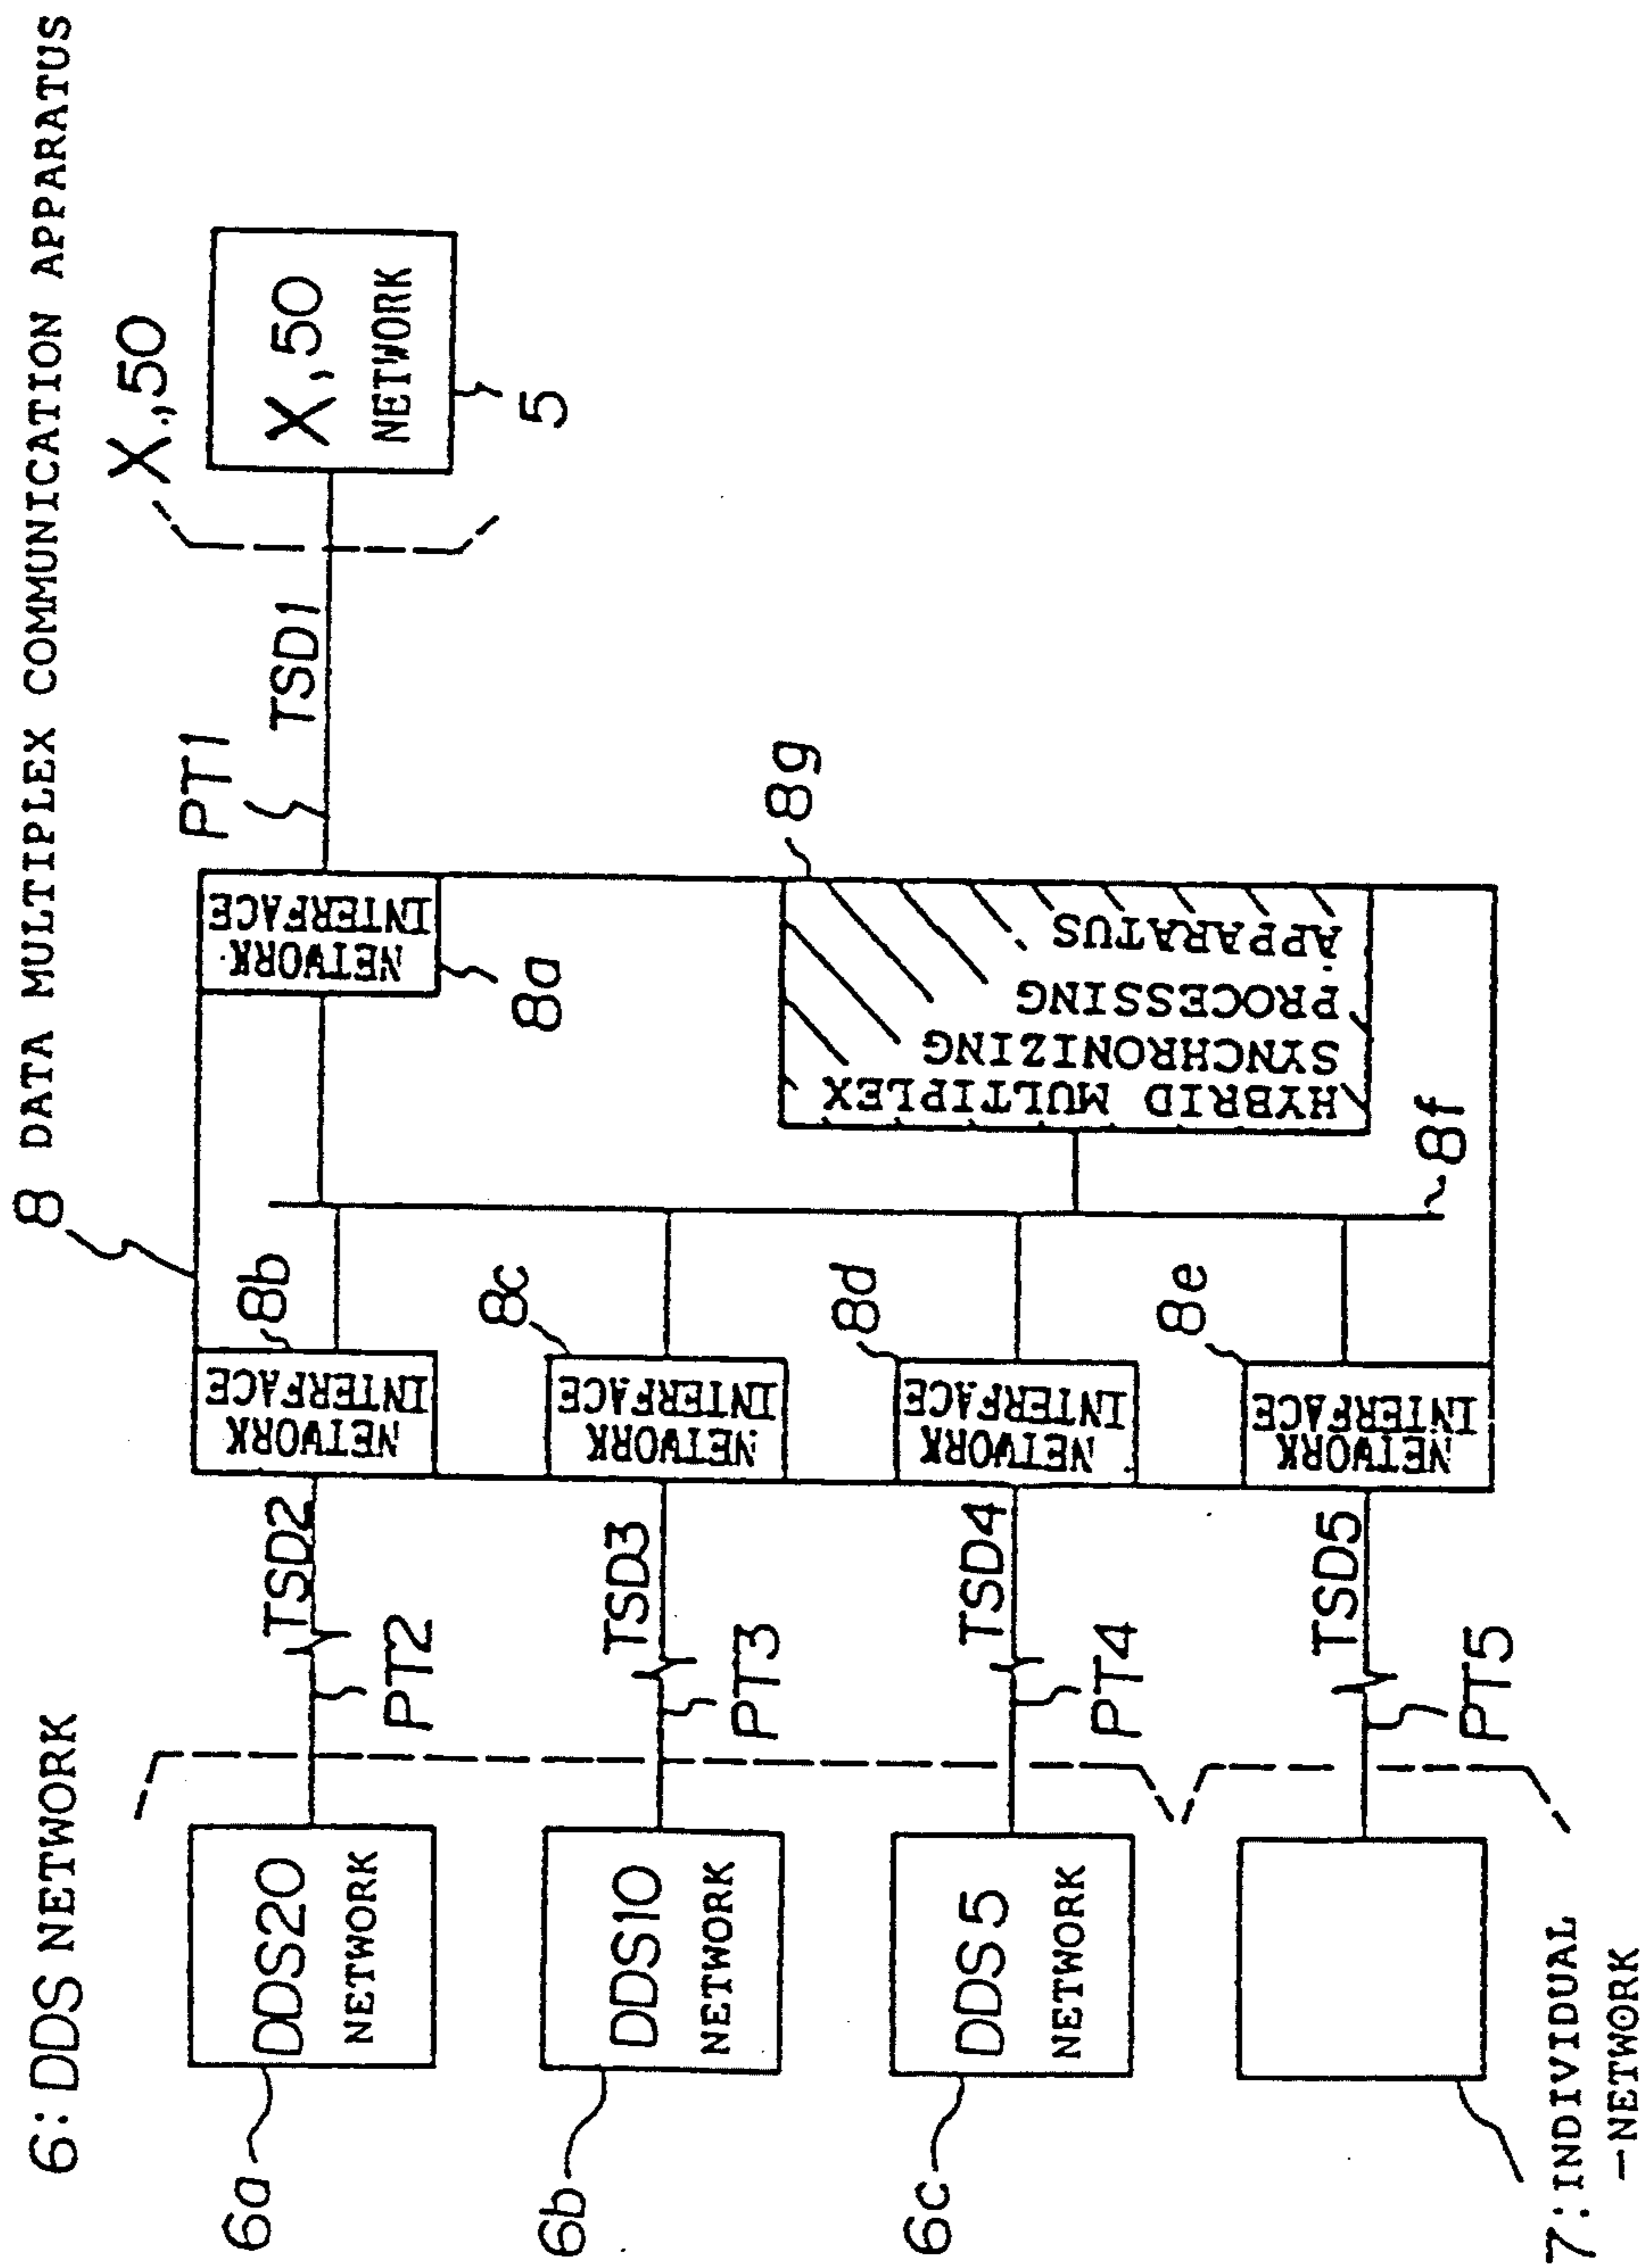 8 DATA MULTIPLEX COMMUNICATION APPARATUS
6: DDS NETWORK
6a
DDS20
NETWORK
PT2
TSD2
NETWORK
INTERFACE
8b
NETWORK
INTERFACE
8a
PT1
TSD1
X.,50
X,50
NETWORK
5
6b
DDS10
NETWORK
PT3
TSD3
NETWORK
INTERFACE
8c
6c
DDS 5
NETWORK
PT4
TSD4
NETWORK
INTERFACE
8d
HYBRID MULTIPLEX
SYNCHRONIZING
PROCESSING
APPARATUS
8g
7: INDIVIDUAL
-NETWORK
PT5
TSD5
NETWORK
INTERFACE
8e
8f